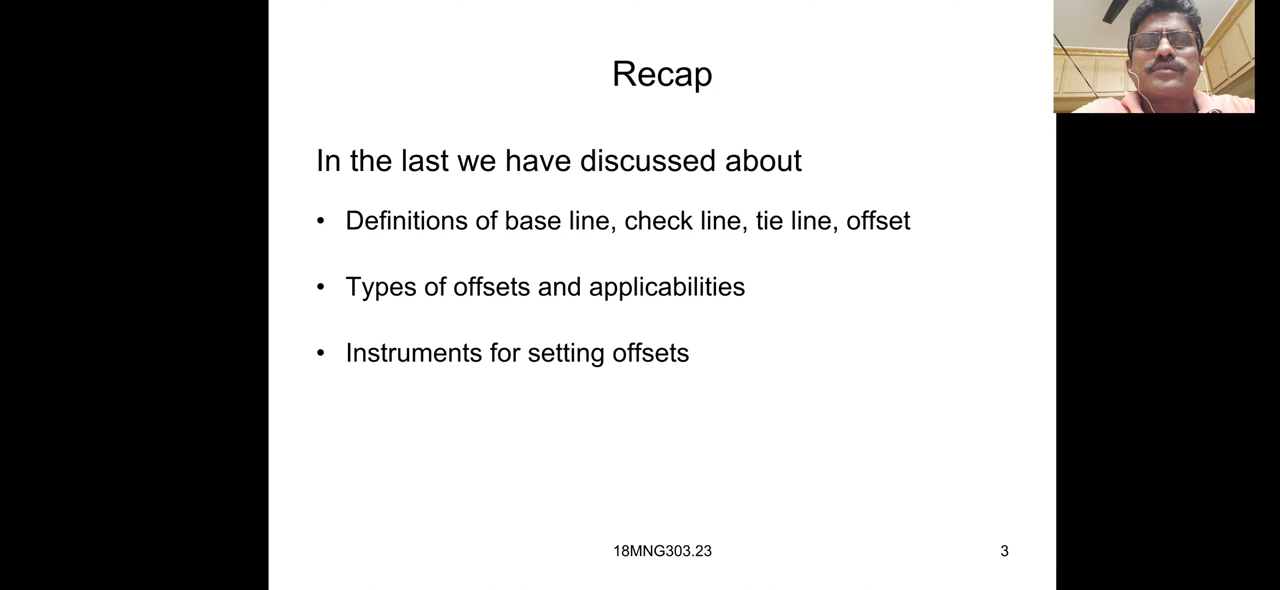 Recap
In the last we have discussed about
• Definitions of base line, check line, tie line, offset
• Types of offsets and applicabilities
• Instruments for setting offsets
18MNG303.23
3